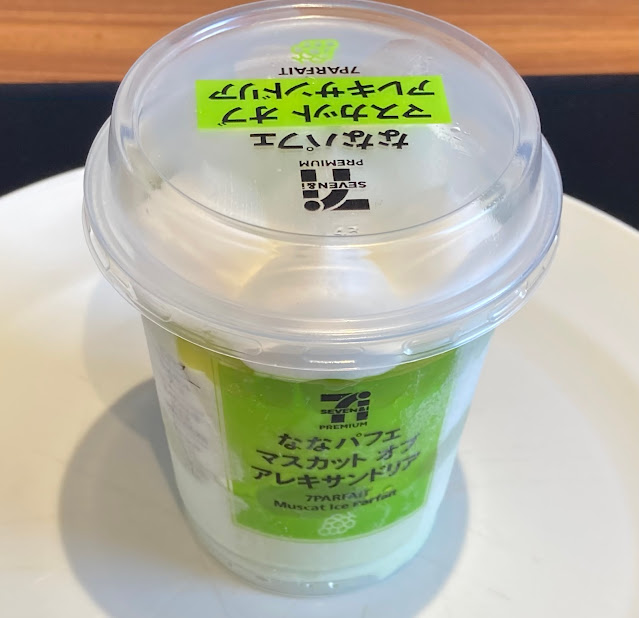 7PARFAIT
マスカット オブ
アレキサンドリア
ななパフェ
7i
SEVEN&i
PREMIUM
7i
SEVEN&i
PREMIUM
ななパフェ
マスカット オブ
アレキサンドリア
7PARFAIT
Muscat Ice Parfait